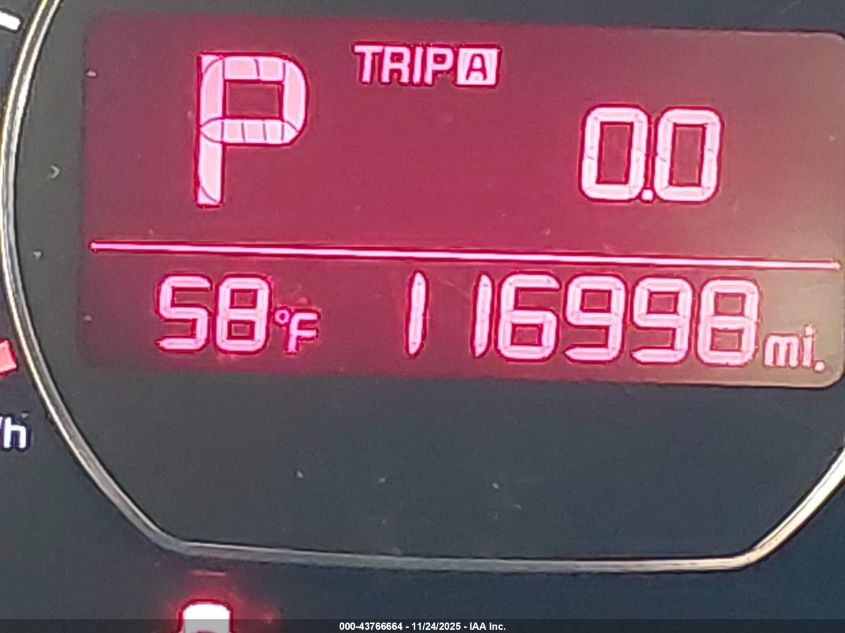 P
TRIP A
0.0
58°F 116998 mi.
/h
000-43766664 - 11/24/2025 - IAA Inc.